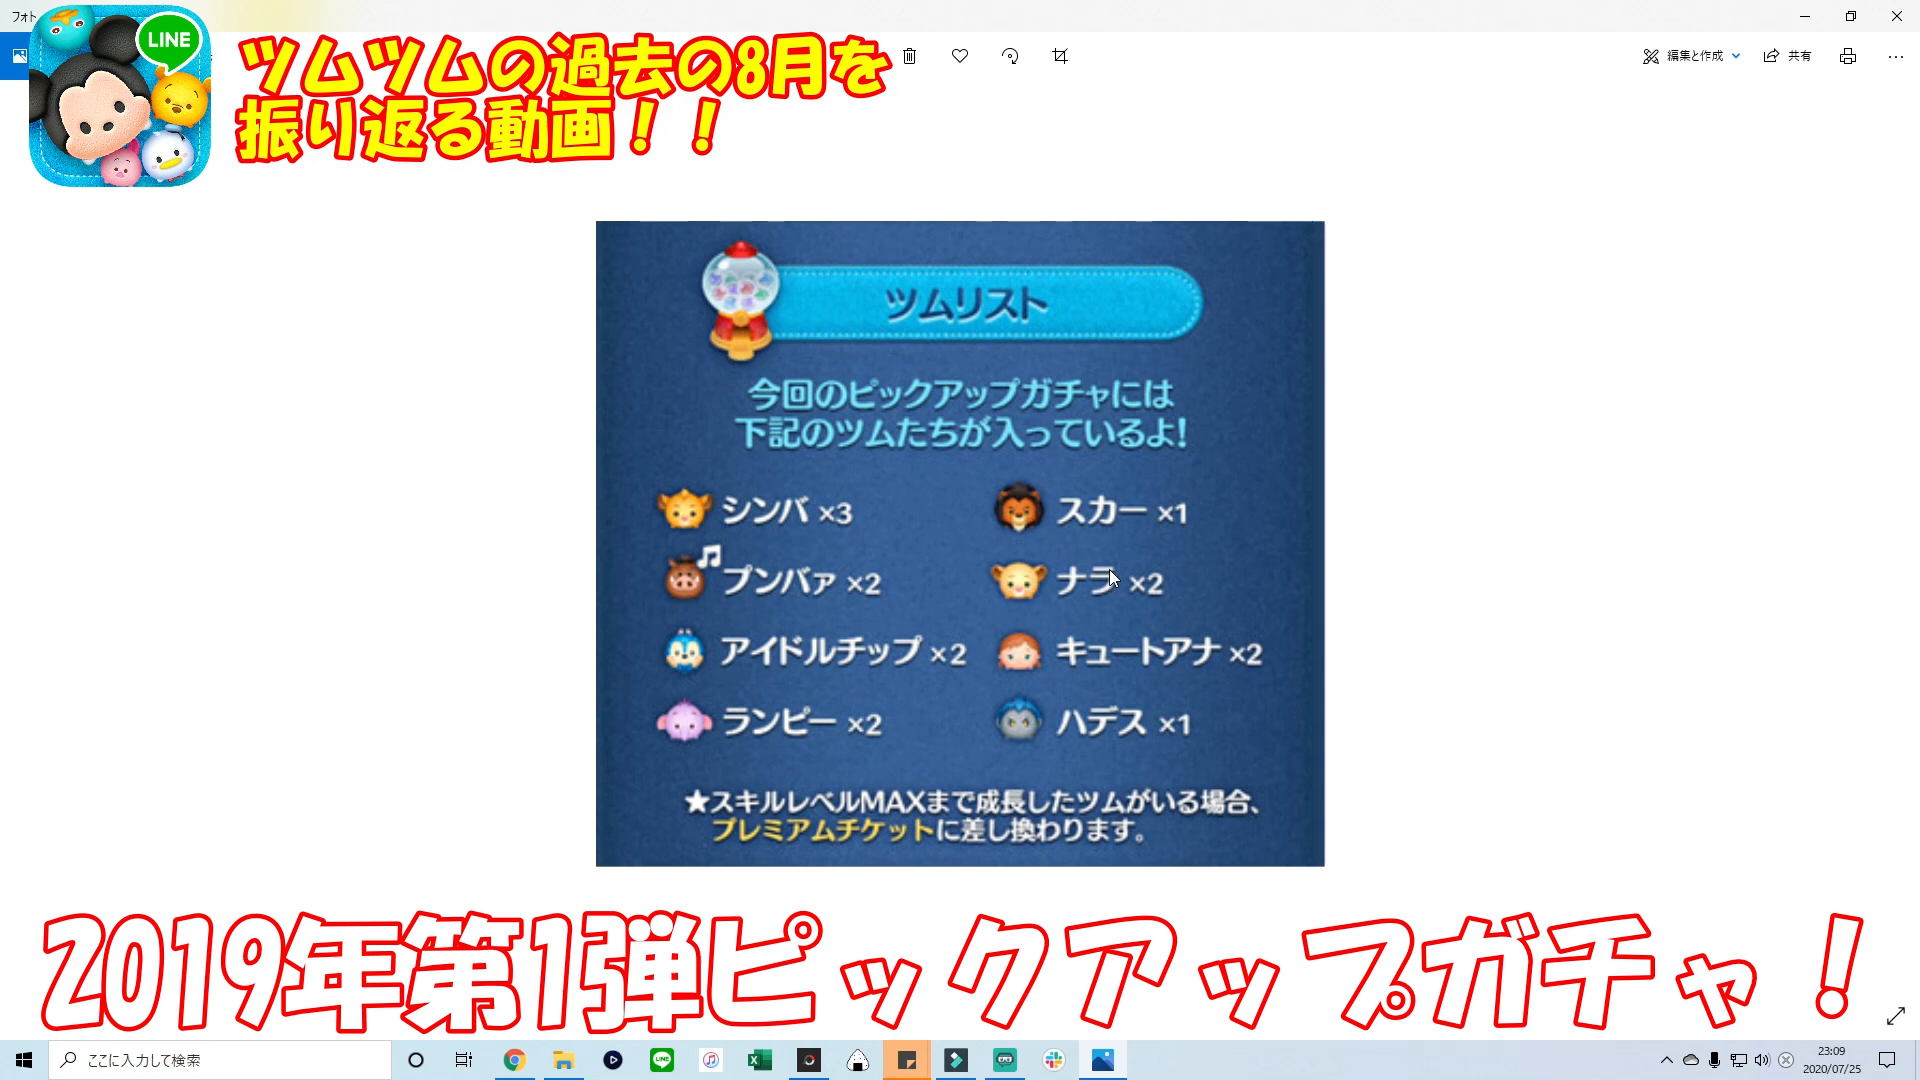 フォト
LINE
ツムツムの過去の8月を
振り返る動画！！
編集と作成
共有
ツムリスト
今回のピックアップガチャには
下記のツムたちが入っているよ!
シンバ ×3
スカー ×1
プンバァ ×2
ナラ ×2
アイドルチップ ×2
キュートアナ ×2
ランピー ×2
ハデス ×1
★スキルレベルMAXまで成長したツムがいる場合、
プレミアムチケットに差し換わります。
2019年第1弾ピックアップガチャ！
ここに入力して検索
LINE
23:09
2020/07/25